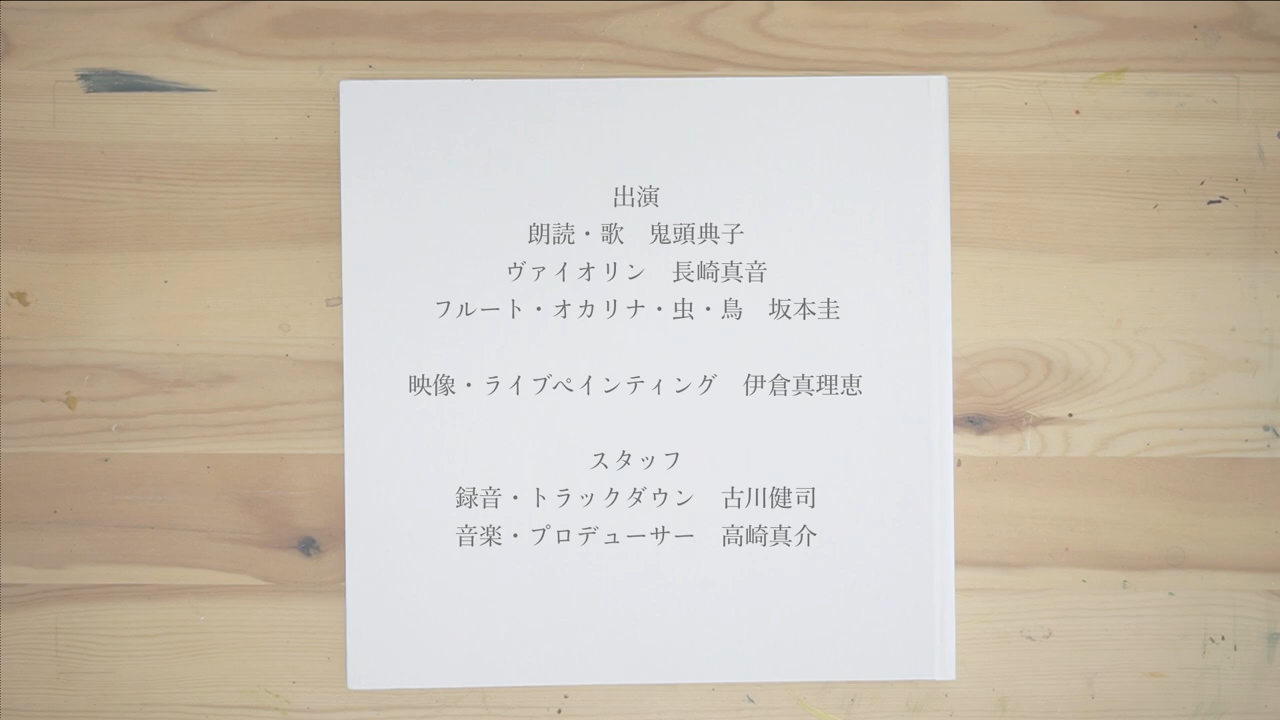 出演
朗読・歌　鬼頭典子
ヴァイオリン　長崎真音
フルート・オカリナ・虫・鳥　坂本圭
映像・ライブペインティング　伊倉真理恵
スタッフ
録音・トラックダウン　古川健司
音楽・プロデューサー　高崎真介